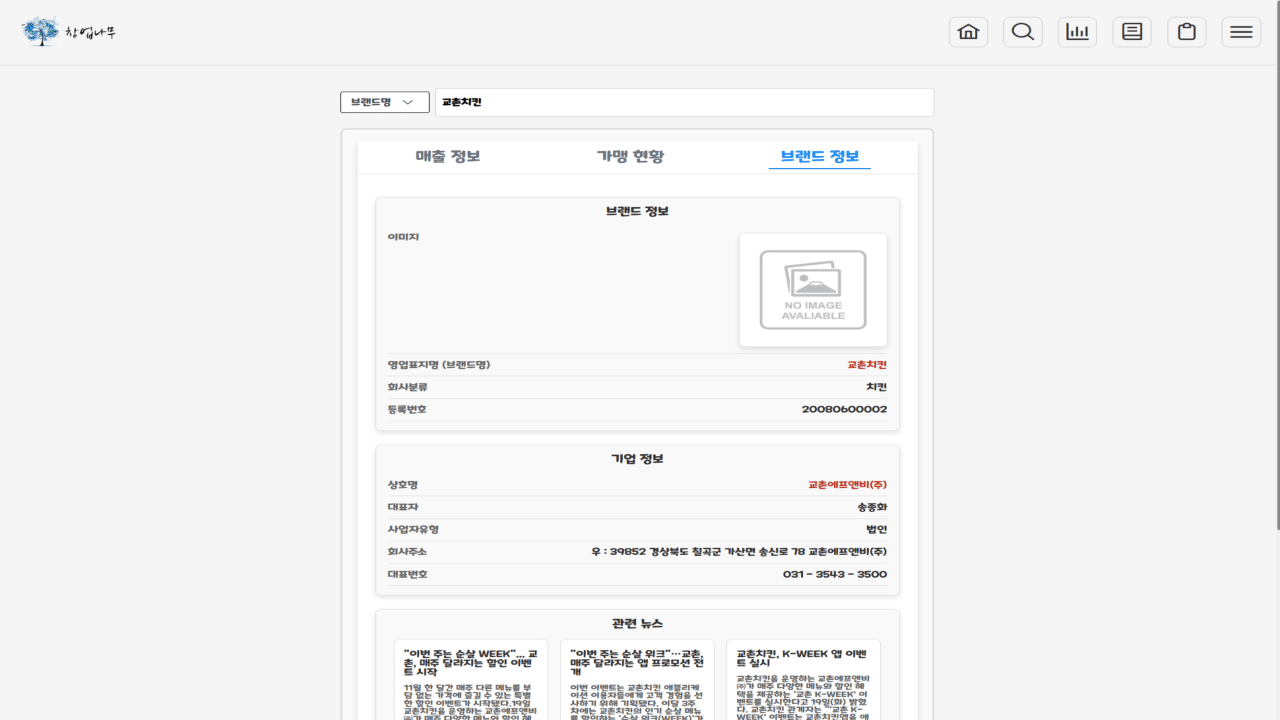 창업나무
브랜드명
교촌치킨
매출 정보
가맹 현황
브랜드 정보
브랜드 정보
이미지
NO IMAGE
AVALIABLE
영업표지명 (브랜드명)
교촌치킨
회사분류
치킨
등록번호
20080600002
기업 정보
상호명
교촌에프앤비(주)
대표자
송종화
사업자유형
법인
회사주소
우 : 39852 경상북도 칠곡군 가산면 송신로 78 교촌에프앤비(주)
대표번호
031 - 3543 - 3500
관련 뉴스
"이번 주는 순살 WEEK"... 교
촌, 매주 달라지는 할인 이벤
트 시작
11월 한 달간 매주 다른 메뉴를 부
담 없는 가격에 즐길 수 있는 특별
한 할인 이벤트가 시작됐다.19일
교촌치킨을 운영하는 교촌에프앤비
㈜가 매주 다양한 메뉴와 할인 혜
"이번 주는 순살 위크"…교촌,
매주 달라지는 앱 프로모션 전
개
이번 이벤트는 교촌치킨 애플리케
이션 이용자들에게 고객 경험을 선
사하기 위해 기획됐다. 이달 3주
차에는 교촌치킨의 인기 순살 메뉴
를 할인하는 '순살 위크(WEEK)'가
교촌치킨, K-WEEK 앱 이벤
트 실시
교촌치킨을 운영하는 교촌에프앤비
㈜가 매주 다양한 메뉴와 할인 혜
택을 제공하는 '교촌 K-WEEK' 이
벤트를 실시한다고 19일(화) 밝혔
다. 교촌치킨 관계자는 "'교촌 K-
WEEK' 이벤트는 교촌치킨앱을 애